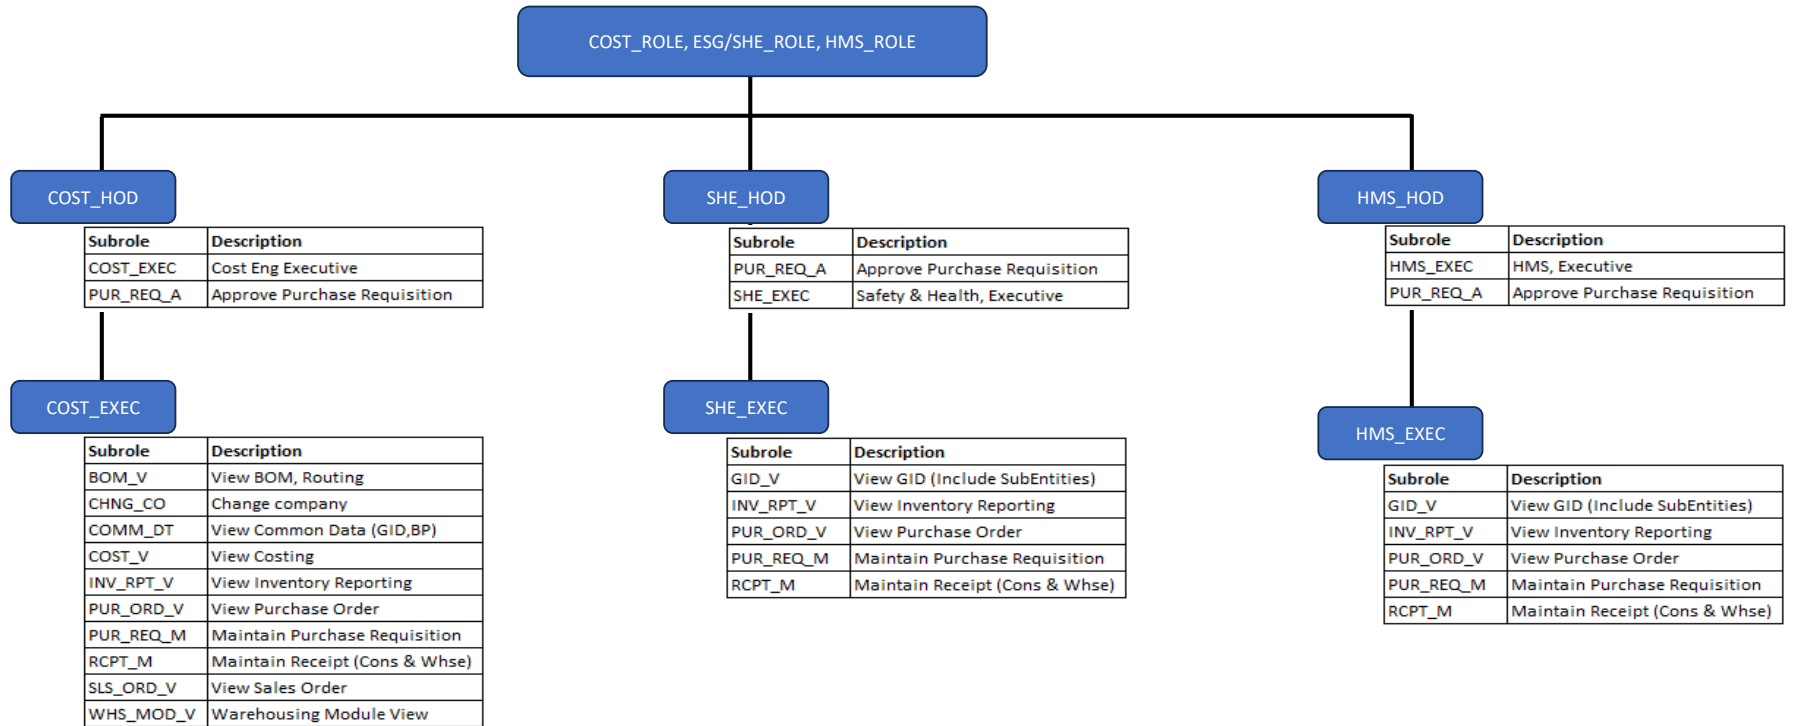 COST_ROLE, ESG/SHE_ROLE, HMS_ROLE
COST_HOD
Subrole Description
COST_EXEC Cost Eng Executive
PUR_REQ_A Approve Purchase Requisition
COST_EXEC
Subrole Description
BOM_V View BOM, Routing
CHNG_CO Change company
COMM_DT View Common Data (GID,BP)
COST_V View Costing
INV_RPT_V View Inventory Reporting
PUR_ORD_V View Purchase Order
PUR_REQ_M Maintain Purchase Requisition
RCPT_M Maintain Receipt (Cons & Whse)
SLS_ORD_V View Sales Order
WHS_MOD_V Warehousing Module View
SHE_HOD
Subrole Description
PUR_REQ_A Approve Purchase Requisition
SHE_EXEC Safety & Health, Executive
SHE_EXEC
Subrole Description
GID_V View GID (Include SubEntities)
INV_RPT_V View Inventory Reporting
PUR_ORD_V View Purchase Order
PUR_REQ_M Maintain Purchase Requisition
RCPT_M Maintain Receipt (Cons & Whse)
HMS_HOD
Subrole Description
HMS_EXEC HMS, Executive
PUR_REQ_A Approve Purchase Requisition
HMS_EXEC
Subrole Description
GID_V View GID (Include SubEntities)
INV_RPT_V View Inventory Reporting
PUR_ORD_V View Purchase Order
PUR_REQ_M Maintain Purchase Requisition
RCPT_M Maintain Receipt (Cons & Whse)